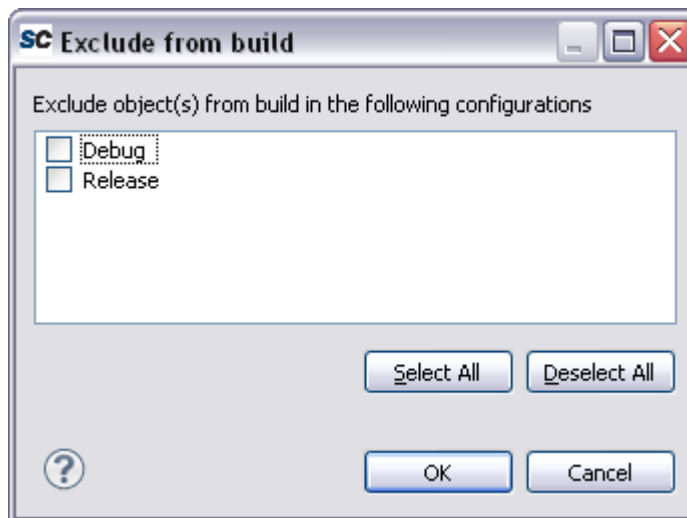 SC Exclude from build
Exclude object(s) from build in the following configurations
Debug
Release
Select All Deselect All
? OK Cancel